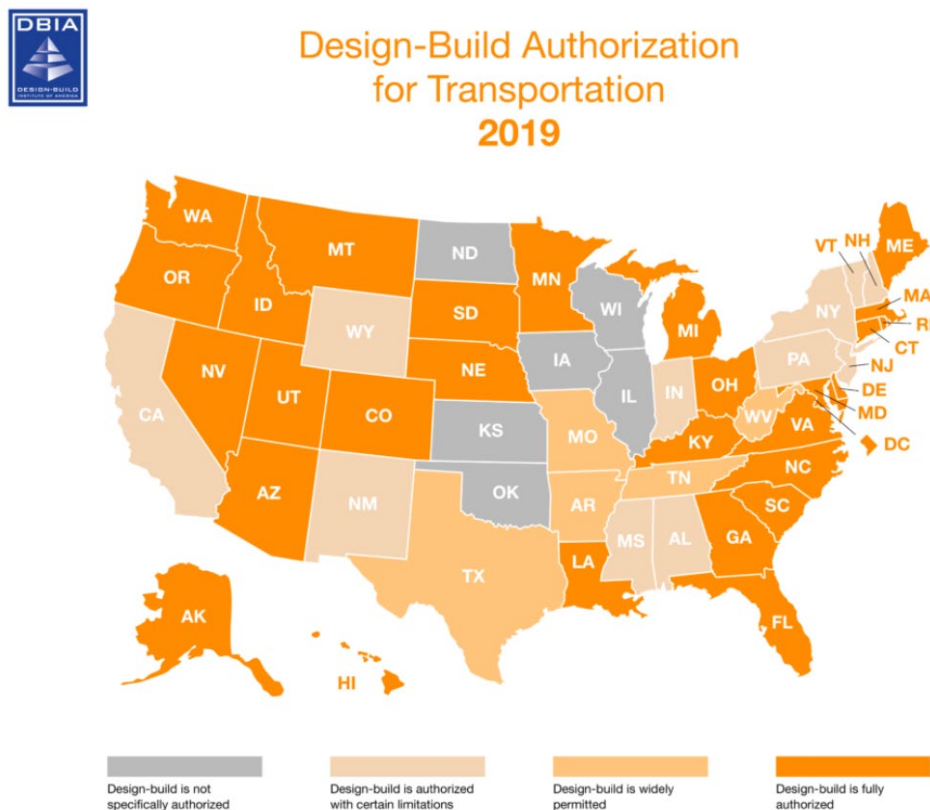 DBIA
DESIGN-BUILD
INSTITUTE OF AMERICA
Design-Build Authorization
for Transportation
2019
WA
MT
ND
MN
VT
NH
ME
OR
ID
WI
MA
WY
SD
MI
NY
RI
CT
IA
PA
NJ
NV
NE
OH
DE
UT
IL
IN
MD
CA
CO
WV
VA
DC
KS
MO
KY
AZ
NM
OK
AR
TN
NC
SC
MS
AL
GA
TX
LA
AK
FL
HI
Design-build is not
specifically authorized
Design-build is authorized
with certain limitations
Design-build is widely
permitted
Design-build is fully
authorized